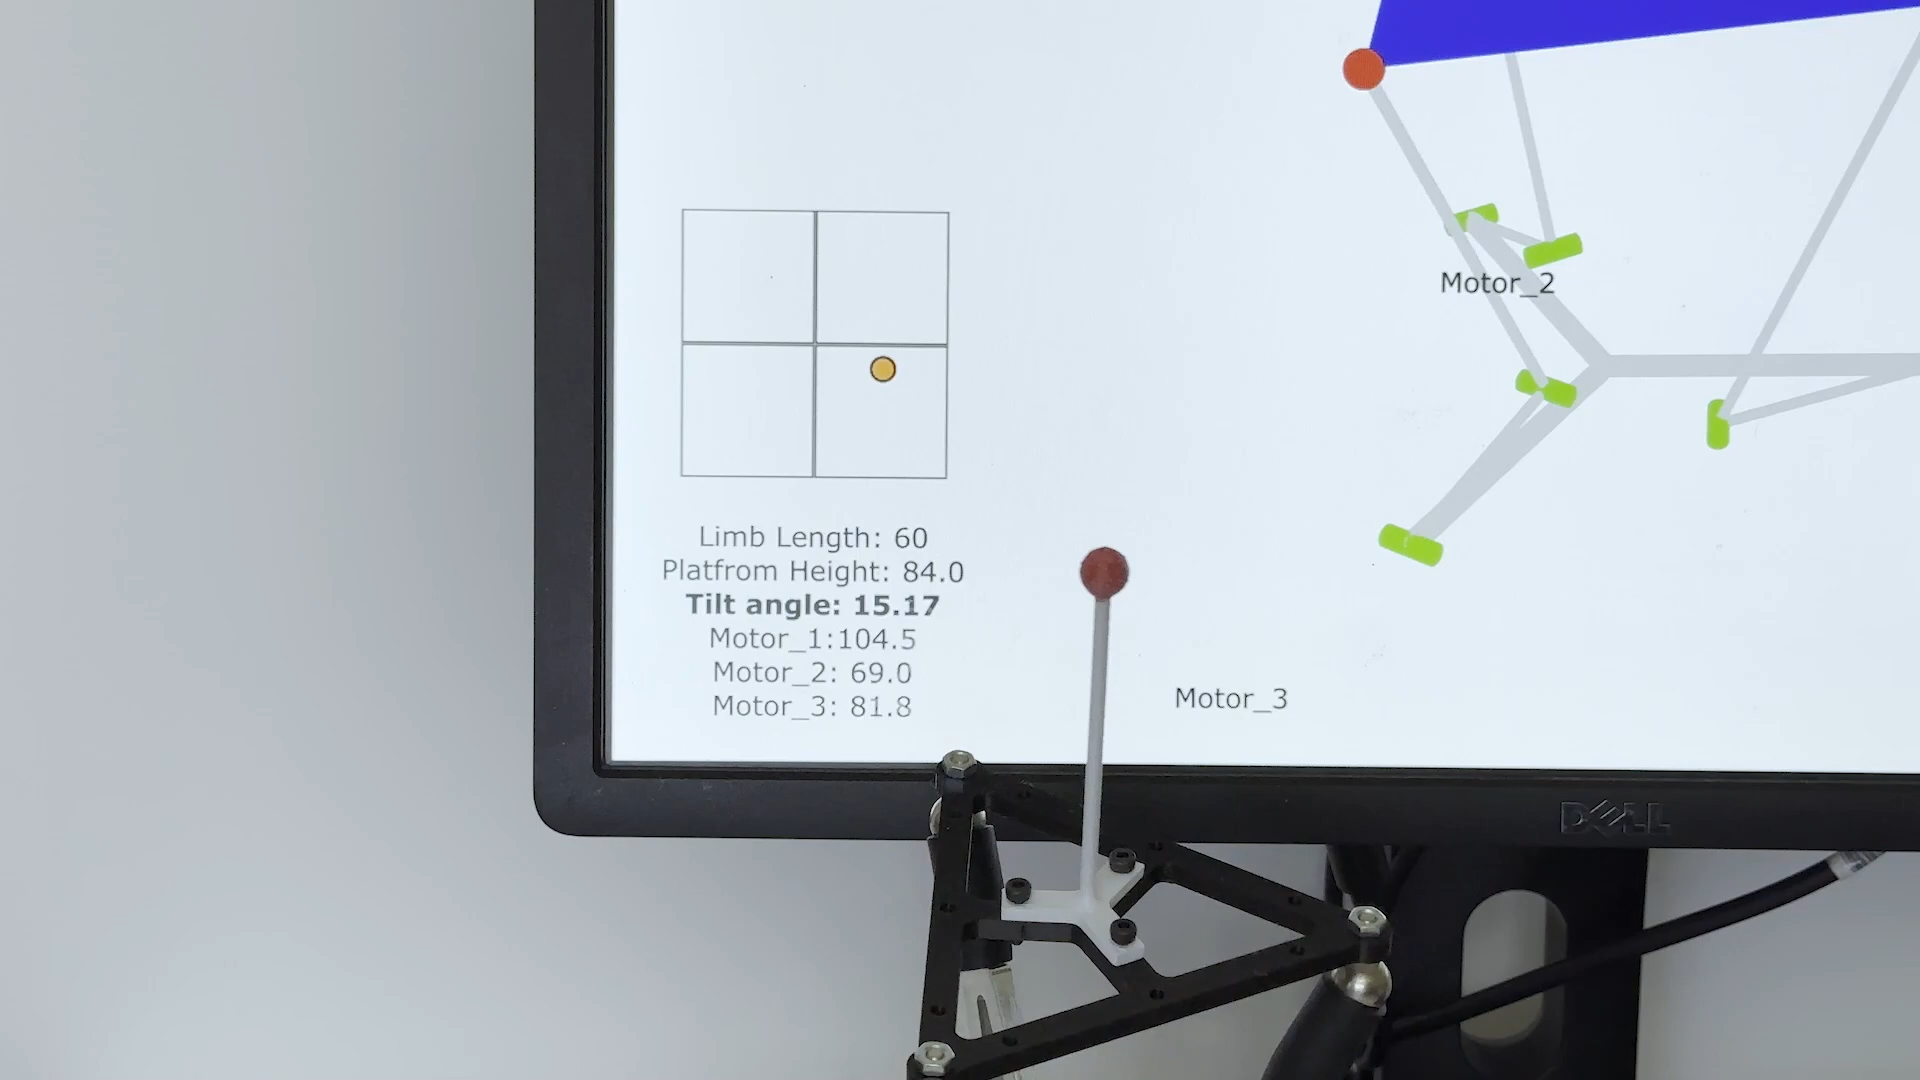 Motor_2
Limb Length: 60
Platfrom Height: 84.0
Tilt angle: 15.17
Motor_1:104.5
Motor_2: 69.0
Motor_3: 81.8
Motor_3
DELL